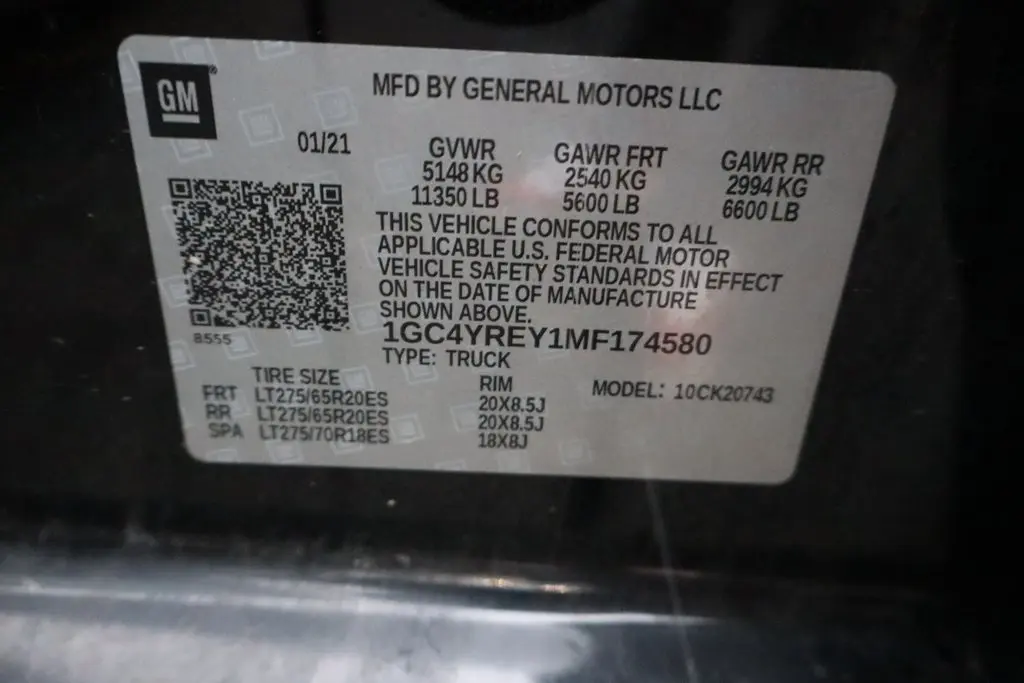 GM
MFD BY GENERAL MOTORS LLC
01/21
GVWR GAWR FRT GAWR RR
5148 KG 2540 KG 2994 KG
11350 LB 5600 LB 6600 LB
THIS VEHICLE CONFORMS TO ALL
APPLICABLE U.S. FEDERAL MOTOR
VEHICLE SAFETY STANDARDS IN EFFECT
ON THE DATE OF MANUFACTURE
SHOWN ABOVE.
8555
1GC4YREY1MF174580
TYPE: TRUCK
TIRE SIZE RIM MODEL: 10CK20743
FRT LT275/65R20ES 20X8.5J
RR LT275/65R20ES 20X8.5J
SPA LT275/70R18ES 18X8J